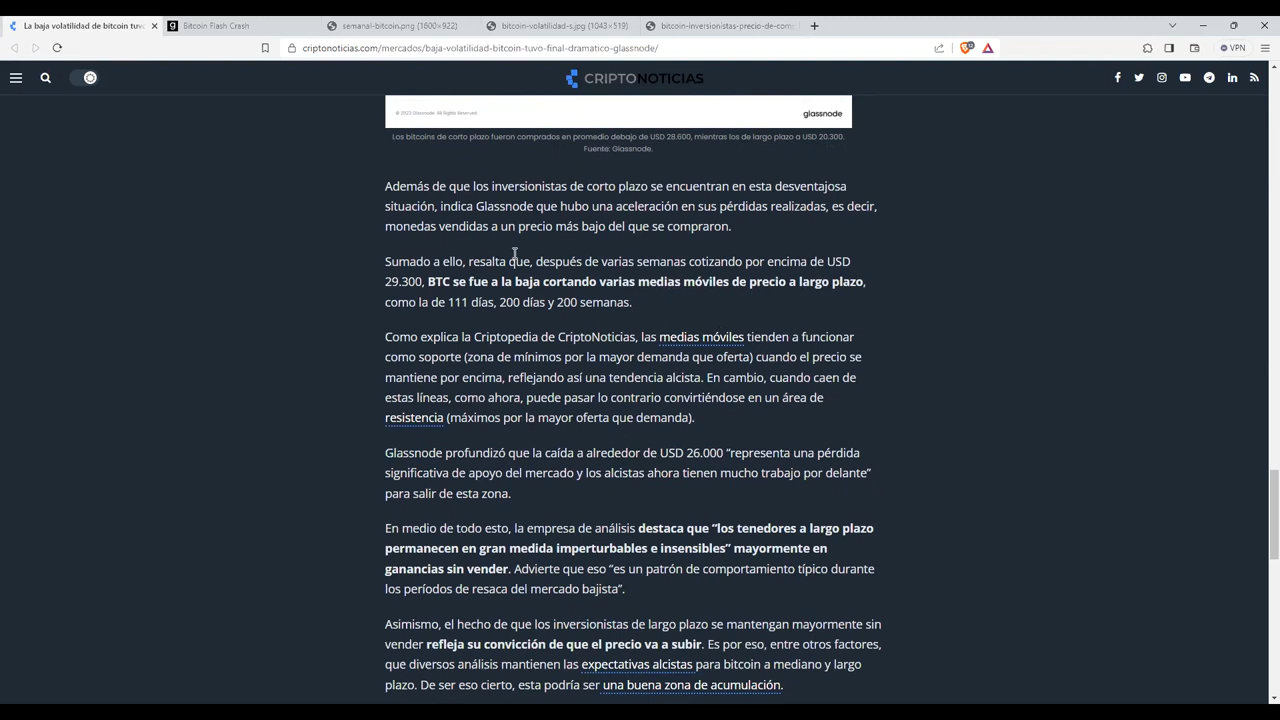 La baja volatilidad de bitcoin tuv
Bitcoin Flash Crash
semanal-bitcoin.png (1600×922)
bitcoin-volatilidad-s.jpg (1043×519)
bitcoin-inversionistas-precio-de-com
criptonoticias.com/mercados/baja-volatilidad-bitcoin-tuvo-final-dramatico-glassnode/
VPN
CRIPTONOTICIAS
© 2023 Glassnode. All Rights Reserved.
glassnode
Los bitcoins de corto plazo fueron comprados en promedio debajo de USD 28.600, mientras los de largo plazo a USD 20.300.
Fuente: Glassnode.
Además de que los inversionistas de corto plazo se encuentran en esta desventajosa
situación, indica Glassnode que hubo una aceleración en sus pérdidas realizadas, es decir,
monedas vendidas a un precio más bajo del que se compraron.
Sumado a ello, resalta que, después de varias semanas cotizando por encima de USD
29.300, BTC se fue a la baja cortando varias medias móviles de precio a largo plazo,
como la de 111 días, 200 días y 200 semanas.
Como explica la Criptopedia de CriptoNoticias, las medias móviles tienden a funcionar
como soporte (zona de mínimos por la mayor demanda que oferta) cuando el precio se
mantiene por encima, reflejando así una tendencia alcista. En cambio, cuando caen de
estas líneas, como ahora, puede pasar lo contrario convirtiéndose en un área de
resistencia (máximos por la mayor oferta que demanda).
Glassnode profundizó que la caída a alrededor de USD 26.000 “representa una pérdida
significativa de apoyo del mercado y los alcistas ahora tienen mucho trabajo por delante”
para salir de esta zona.
En medio de todo esto, la empresa de análisis destaca que “los tenedores a largo plazo
permanecen en gran medida imperturbables e insensibles” mayormente en
ganancias sin vender. Advierte que eso “es un patrón de comportamiento típico durante
los períodos de resaca del mercado bajista”.
Asimismo, el hecho de que los inversionistas de largo plazo se mantengan mayormente sin
vender refleja su convicción de que el precio va a subir. Es por eso, entre otros factores,
que diversos análisis mantienen las expectativas alcistas para bitcoin a mediano y largo
plazo. De ser eso cierto, esta podría ser una buena zona de acumulación.